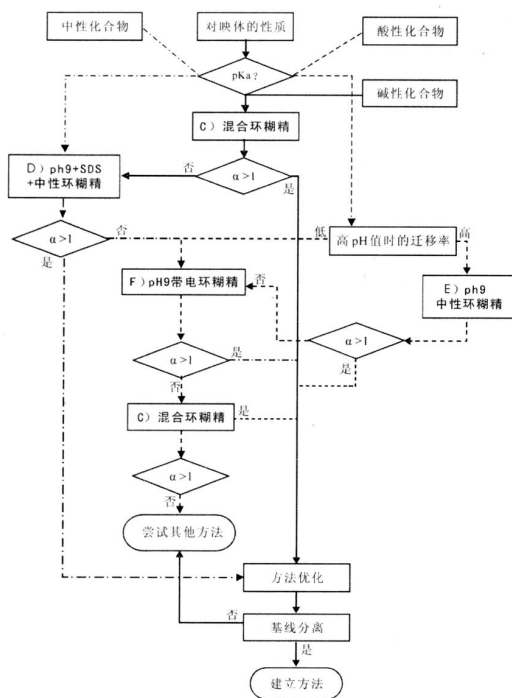 中性化合物
对映体的性质
酸性化合物
pKa？
碱性化合物
C）混合环糊精
D）ph9+SDS
+中性环糊精
否
α>1
是
α>1
否
是
低
高pH值时的迁移率
高
F）pH9带电环糊精
否
E）ph9
中性环糊精
α>1
是
α>1
是
否
C）混合环糊精
是
α>1
否
尝试其他方法
方法优化
否
基线分离
是
建立方法